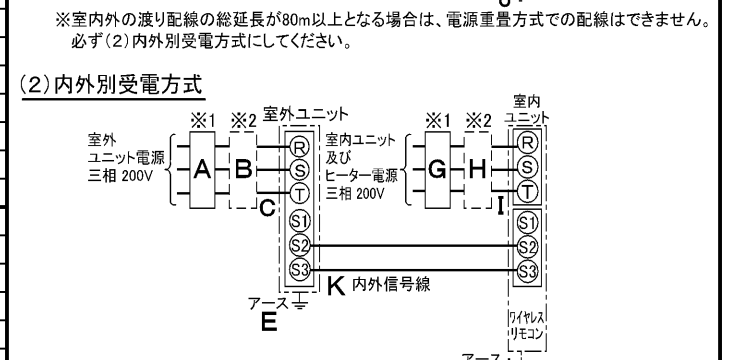 ※室内外の渡り配線の総延長が80m以上となる場合は、電源重畳方式での配線はできません。
必ず(2)内外別受電方式にしてください。
(2)内外別受電方式
※1 ※2 室外ユニット
室外
ユニット電源
三相 200V
A B
C
R
S
T
S1
S2
S3
アース
E
※1 ※2 室内
ユニット
室内ユニット
及び
ヒーター電源
三相 200V
G H
I
R
S
T
S1
S2
S3
K 内外信号線
ワイヤレス
リモコン
アース